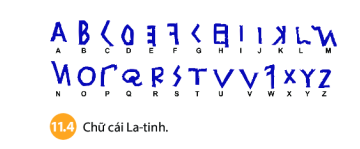 A B C D E F G H I J K L M
A B C D E F G H I J K L M
N O P Q R S T V V W X Y Z
N O P Q R S T U V W X Y Z
11.4 Chữ cái La-tinh.